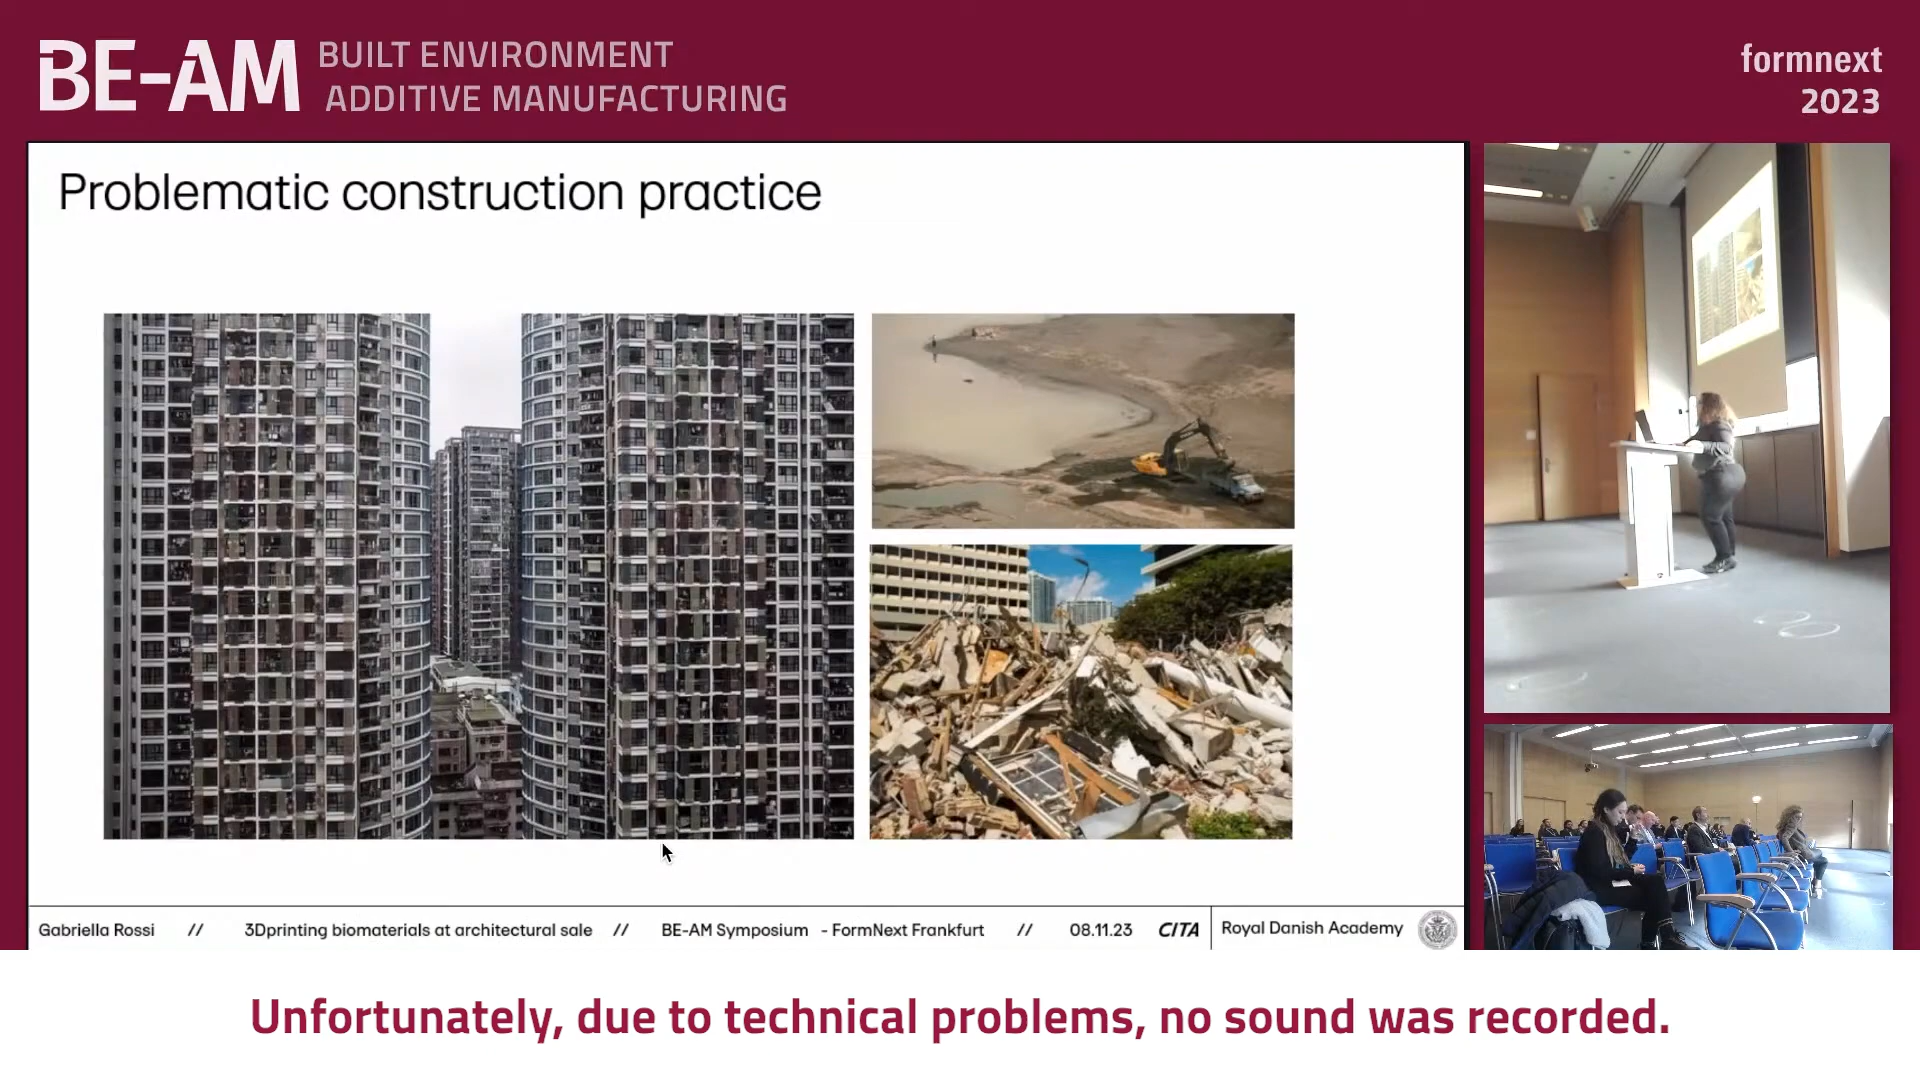 BE-AM
BUILT ENVIRONMENT
ADDITIVE MANUFACTURING
formnext
2023
Problematic construction practice
Gabriella Rossi // 3Dprinting biomaterials at architectural sale // BE-AM Symposium - FormNext Frankfurt // 08.11.23 CITA Royal Danish Academy
Unfortunately, due to technical problems, no sound was recorded.